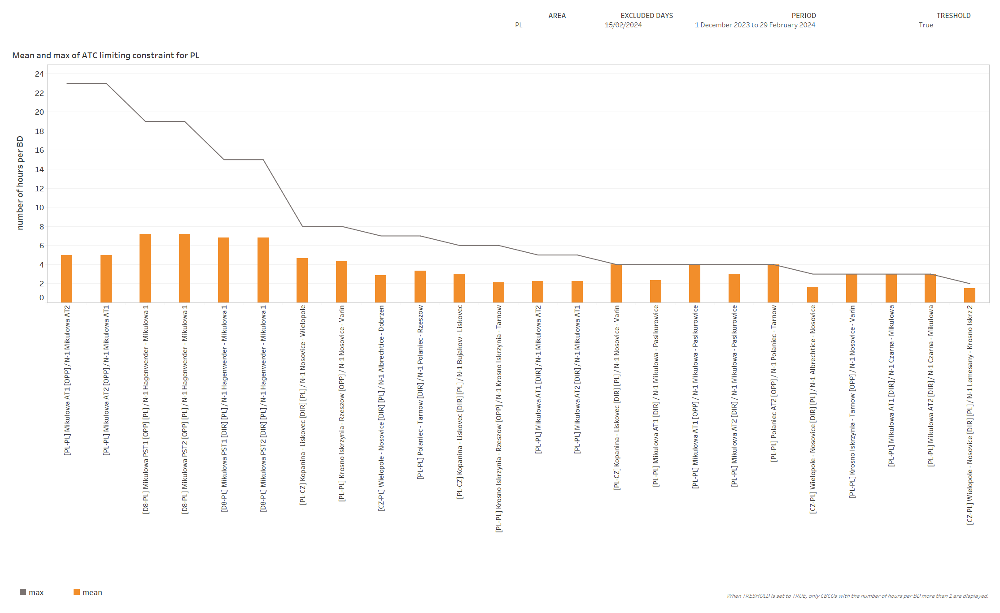 AREA EXCLUDED DAYS PERIOD TRESHOLD
PL 15/02/2024 1 December 2023 to 29 February 2024 True
Mean and max of ATC limiting constraint for PL
number of hours per BD
24
22
20
18
16
14
12
10
8
6
4
2
0
[PL-PL] Mikulowa AT1 [OPP] / N-1 Mikulowa AT2
[PL-PL] Mikulowa AT2 [OPP] / N-1 Mikulowa AT1
[D8-PL] Mikulowa PST1 [OPP] [PL] / N-1 Hagenwerder - Mikulowa 1
[D8-PL] Mikulowa PST2 [OPP] [PL] / N-1 Hagenwerder - Mikulowa 1
[D8-PL] Mikulowa PST1 [DIR] [PL] / N-1 Hagenwerder - Mikulowa 1
[D8-PL] Mikulowa PST2 [DIR] [PL] / N-1 Hagenwerder - Mikulowa 1
[PL-CZ] Kopanina - Liskovec [DIR] [PL] / N-1 Nosovice - Wielopole
[PL-PL] Krosno Iskrzynia - Rzeszow [OPP] / N-1 Nosovice - Varin
[CZ-PL] Wielopole - Nosovice [DIR] [PL] / N-1 Albrechtice - Dobrzen
[PL-PL] Polaniec - Tarnow [DIR] / N-1 Polaniec - Rzeszow
[PL-CZ] Kopanina - Liskovec [DIR] [PL] / N-1 Bujakow - Liskovec
[PL-PL] Krosno Iskrzynia - Rzeszow [OPP] / N-1 Krosno Iskrzynia - Tarnow
[PL-PL] Mikulowa AT1 [DIR] / N-1 Mikulowa AT2
[PL-PL] Mikulowa AT2 [DIR] / N-1 Mikulowa AT1
[PL-CZ] Kopanina - Liskovec [DIR] [PL] / N-1 Nosovice - Varin
[PL-PL] Mikulowa AT1 [DIR] / N-1 Mikulowa - Pasikurowice
[PL-PL] Mikulowa AT1 [OPP] / N-1 Mikulowa - Pasikurowice
[PL-PL] Mikulowa AT2 [DIR] / N-1 Mikulowa - Pasikurowice
[PL-PL] Polaniec AT2 [OPP] / N-1 Polaniec - Tarnow
[CZ-PL] Wielopole - Nosovice [DIR] [PL] / N-1 Albrechtice - Nosovice
[PL-PL] Krosno Iskrzynia - Tarnow [OPP] / N-1 Nosovice - Varin
[PL-PL] Mikulowa AT1 [DIR] / N-1 Czarna - Mikulowa
[PL-PL] Mikulowa AT2 [DIR] / N-1 Czarna - Mikulowa
[CZ-PL] Wielopole - Nosovice [DIR] [PL] / N-1 Lemesany - Krosno Iskrz 2
max mean
When TRESHOLD is set to TRUE, only CBCOs with the number of hours per BD more than 1 are displayed.